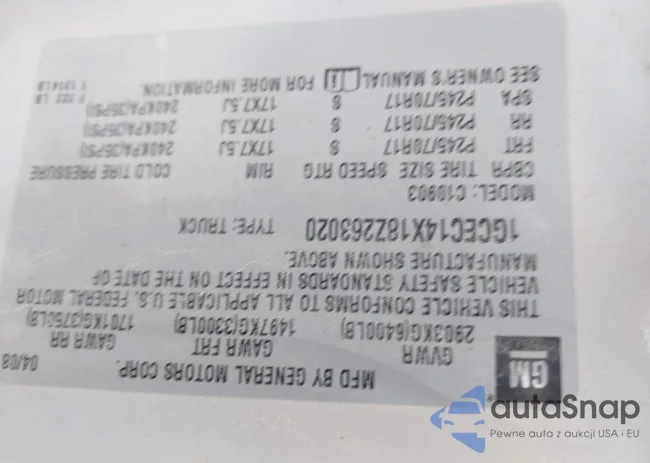 MFD BY GENERAL MOTORS CORP. 04/08
GM
GVWR GAWR FRT GAWR RR
2903KG(6400LB) 1497KG(3300LB) 1701KG(3750LB)
THIS VEHICLE CONFORMS TO ALL APPLICABLE U.S. FEDERAL MOTOR
VEHICLE SAFETY STANDARDS IN EFFECT ON THE DATE OF
MANUFACTURE SHOWN ABOVE.
1GCEC14X18Z263020 TYPE: TRUCK
MODEL: C10903
CBPR TIRE SIZE SPEED RTG RIM COLD TIRE PRESSURE
FRT P245/70R17 S 17X7.5J 240KPA(35PSI)
RR P245/70R17 S 17X7.5J 240KPA(35PSI)
SPA P245/70R17 S 17X7.5J 240KPA(35PSI)
SEE OWNER'S MANUAL FOR MORE INFORMATION.
F 322 LB
T 1314LB
autaSnap
Pewne auta z aukcji USA i EU